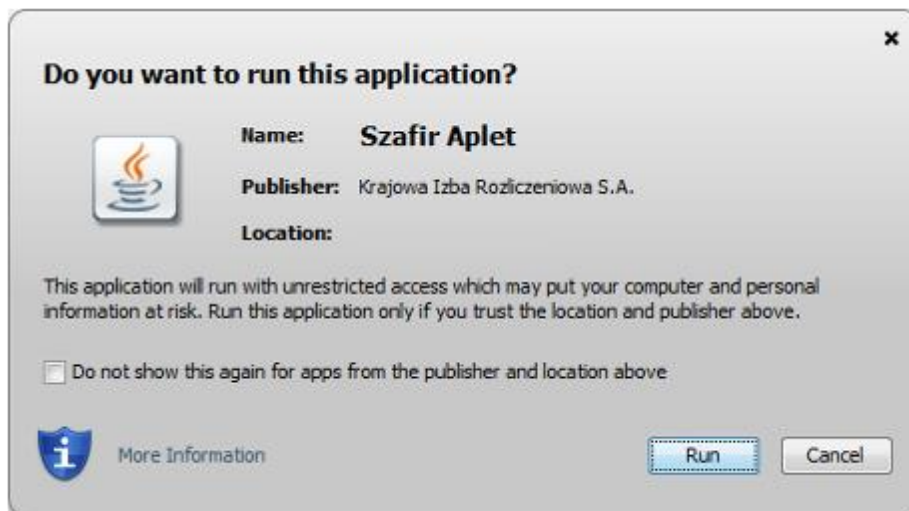 Do you want to run this application?
Name: Szafir Aplet
Publisher: Krajowa Izba Rozliczeniowa S.A.
Location:
This application will run with unrestricted access which may put your computer and personal
information at risk. Run this application only if you trust the location and publisher above.
Do not show this again for apps from the publisher and location above
More Information
Run
Cancel